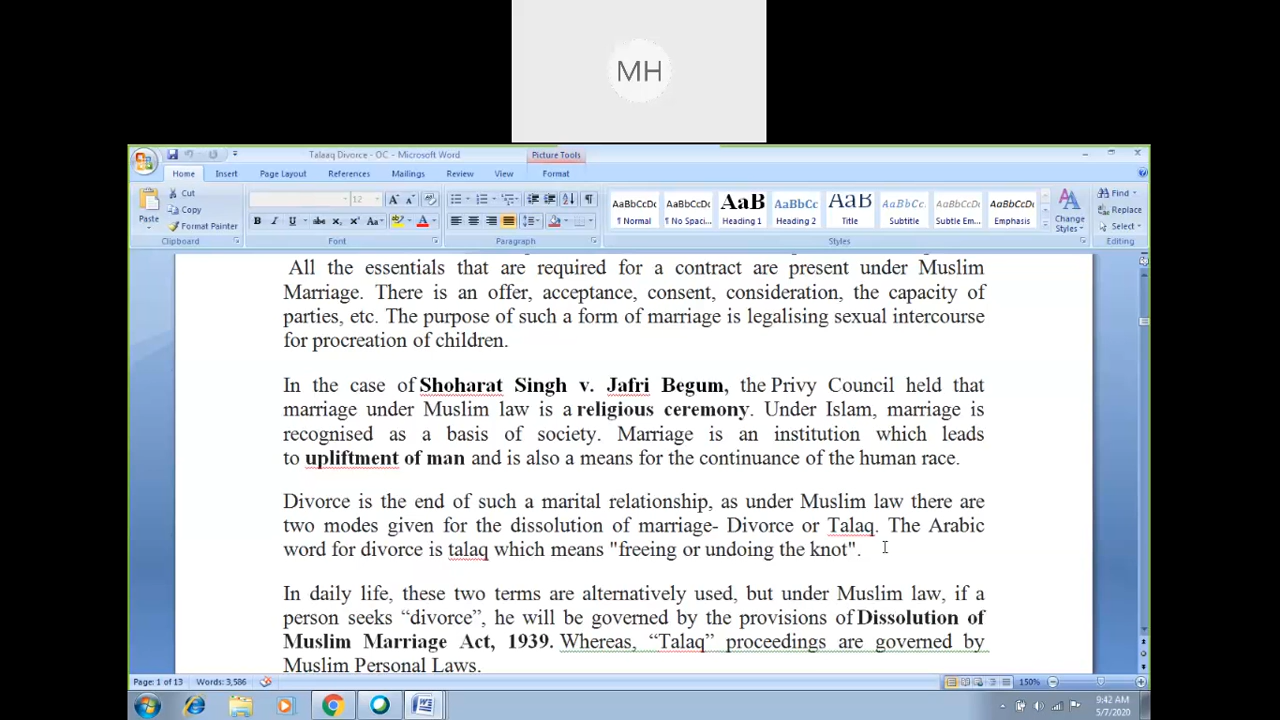 MH
Talaaq Divorce - OC - Microsoft Word
Picture Tools
Home
Insert
Page Layout
References
Mailings
Review
View
Format
Paste
Cut
Copy
Format Painter
Clipboard
12
Font
Paragraph
AaBbCcDc
¶ Normal
AaBbCcDc
¶ No Spaci...
AaB
Heading 1
AaBbCc
Heading 2
AaB
Title
AaBbCc
Subtitle
AaBbCcDc
Subtle Em...
AaBbCcDc
Emphasis
Change
Styles
Styles
Find
Replace
Select
Editing
All the essentials that are required for a contract are present under Muslim
Marriage. There is an offer, acceptance, consent, consideration, the capacity of
parties, etc. The purpose of such a form of marriage is legalising sexual intercourse
for procreation of children.
In the case of Shoharat Singh v. Jafri Begum, the Privy Council held that
marriage under Muslim law is a religious ceremony. Under Islam, marriage is
recognised as a basis of society. Marriage is an institution which leads
to upliftment of man and is also a means for the continuance of the human race.
Divorce is the end of such a marital relationship, as under Muslim law there are
two modes given for the dissolution of marriage- Divorce or Talaq. The Arabic
word for divorce is talaq which means "freeing or undoing the knot".
In daily life, these two terms are alternatively used, but under Muslim law, if a
person seeks “divorce”, he will be governed by the provisions of Dissolution of
Muslim Marriage Act, 1939. Whereas, “Talaq” proceedings are governed by
Muslim Personal Laws.
Page: 1 of 13
Words: 3,586
150%
9:42 AM
5/7/2020